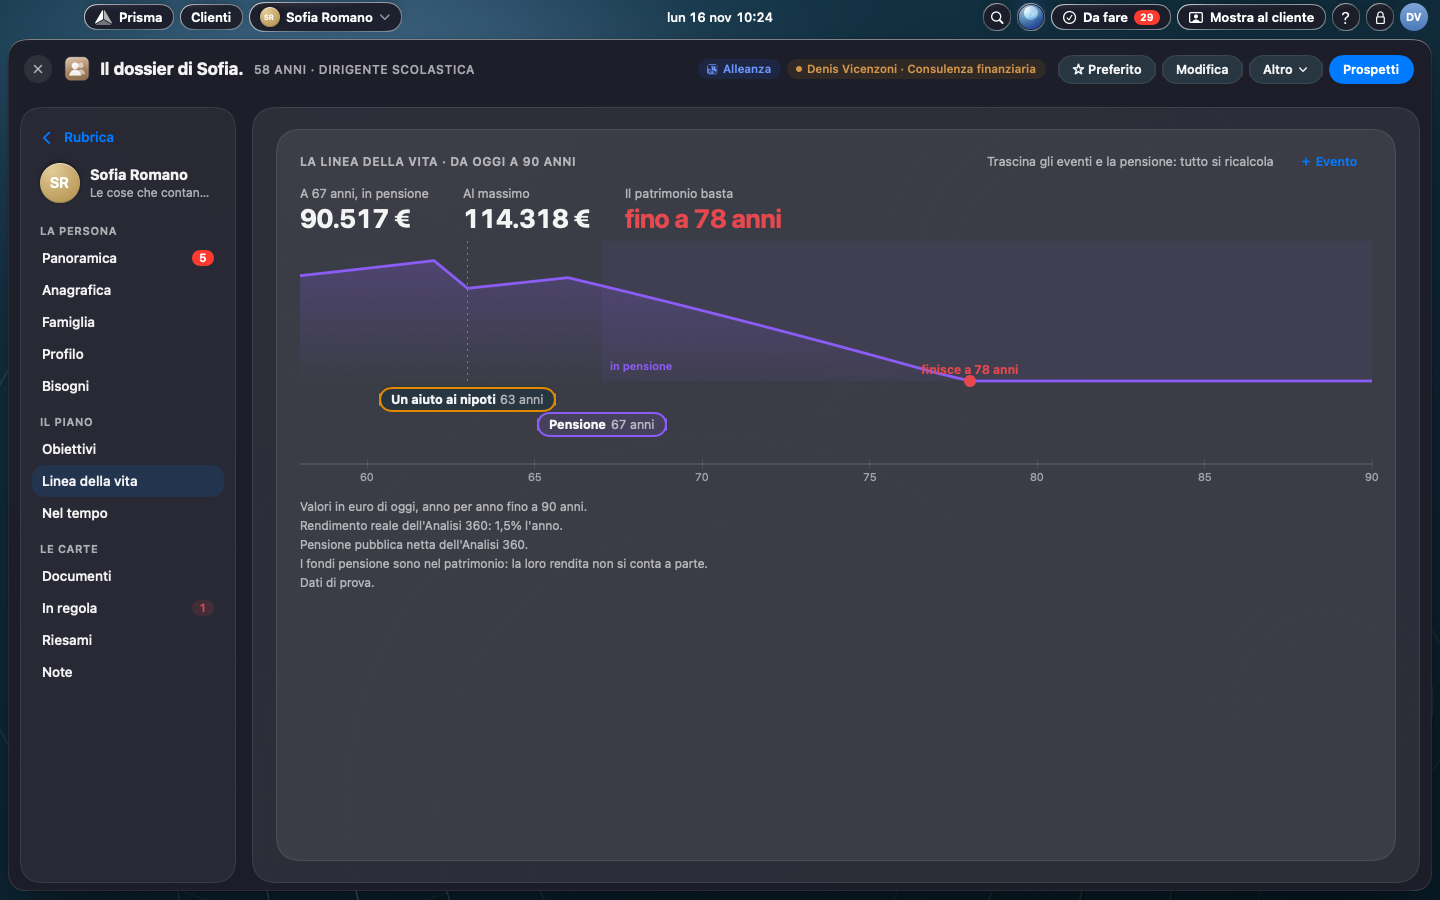 Prisma
Clienti
SR Sofia Romano
lun 16 nov 10:24
Da fare 29
Mostra al cliente
?
DV
Il dossier di Sofia. 58 ANNI · DIRIGENTE SCOLASTICA
Alleanza
Denis Vicenzoni · Consulenza finanziaria
Preferito
Modifica
Altro
Prospetti
Rubrica
SR
Sofia Romano
Le cose che contan...
LA PERSONA
Panoramica 5
Anagrafica
Famiglia
Profilo
Bisogni
IL PIANO
Obiettivi
Linea della vita
Nel tempo
LE CARTE
Documenti
In regola 1
Riesami
Note
LA LINEA DELLA VITA · DA OGGI A 90 ANNI
Trascina gli eventi e la pensione: tutto si ricalcola
+ Evento
A 67 anni, in pensione
90.517 €
Al massimo
114.318 €
Il patrimonio basta
fino a 78 anni
in pensione
finisce a 78 anni
Un aiuto ai nipoti 63 anni
Pensione 67 anni
60 65 70 75 80 85 90
Valori in euro di oggi, anno per anno fino a 90 anni.
Rendimento reale dell'Analisi 360: 1,5% l'anno.
Pensione pubblica netta dell'Analisi 360.
I fondi pensione sono nel patrimonio: la loro rendita non si conta a parte.
Dati di prova.